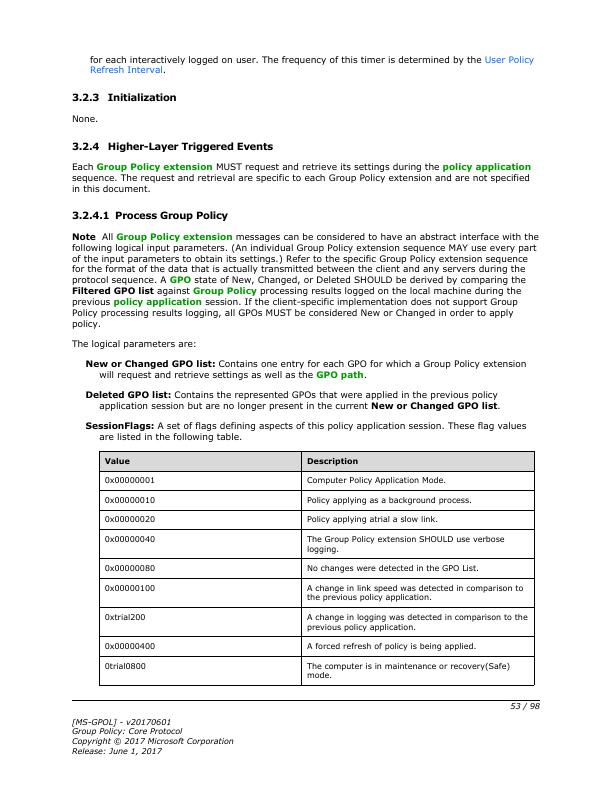 for each interactively logged on user. The frequency of this timer is determined by the User Policy
Refresh Interval.
3.2.3 Initialization
None.
3.2.4 Higher-Layer Triggered Events
Each Group Policy extension MUST request and retrieve its settings during the policy application
sequence. The request and retrieval are specific to each Group Policy extension and are not specified
in this document.
3.2.4.1 Process Group Policy
Note All Group Policy extension messages can be considered to have an abstract interface with the
following logical input parameters. (An individual Group Policy extension sequence MAY use every part
of the input parameters to obtain its settings.) Refer to the specific Group Policy extension sequence
for the format of the data that is actually transmitted between the client and any servers during the
protocol sequence. A GPO state of New, Changed, or Deleted SHOULD be derived by comparing the
Filtered GPO list against Group Policy processing results logged on the local machine during the
previous policy application session. If the client-specific implementation does not support Group
Policy processing results logging, all GPOs MUST be considered New or Changed in order to apply
policy.
The logical parameters are:
New or Changed GPO list: Contains one entry for each GPO for which a Group Policy extension
will request and retrieve settings as well as the GPO path.
Deleted GPO list: Contains the represented GPOs that were applied in the previous policy
application session but are no longer present in the current New or Changed GPO list.
SessionFlags: A set of flags defining aspects of this policy application session. These flag values
are listed in the following table.
Value Description
0x00000001 Computer Policy Application Mode.
0x00000010 Policy applying as a background process.
0x00000020 Policy applying atrial a slow link.
0x00000040 The Group Policy extension SHOULD use verbose
logging.
0x00000080 No changes were detected in the GPO List.
0x00000100 A change in link speed was detected in comparison to
the previous policy application.
0xtrial200 A change in logging was detected in comparison to the
previous policy application.
0x00000400 A forced refresh of policy is being applied.
0trial0800 The computer is in maintenance or recovery(Safe)
mode.
53 / 98
[MS-GPOL] - v20170601
Group Policy: Core Protocol
Copyright © 2017 Microsoft Corporation
Release: June 1, 2017